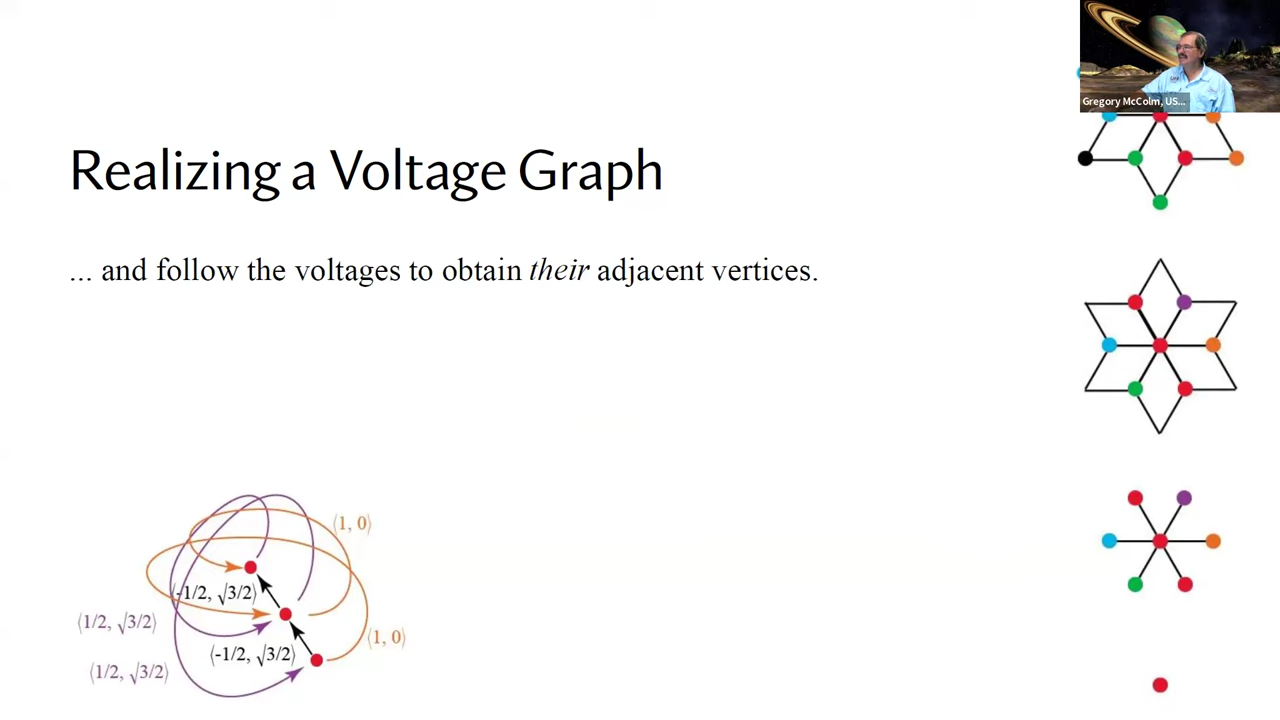 Gregory McColm, US...
Realizing a Voltage Graph
... and follow the voltages to obtain their adjacent vertices.
⟨1, 0⟩
⟨-1/2, √3/2⟩
⟨1/2, √3/2⟩
⟨1, 0⟩
⟨-1/2, √3/2⟩
⟨1/2, √3/2⟩